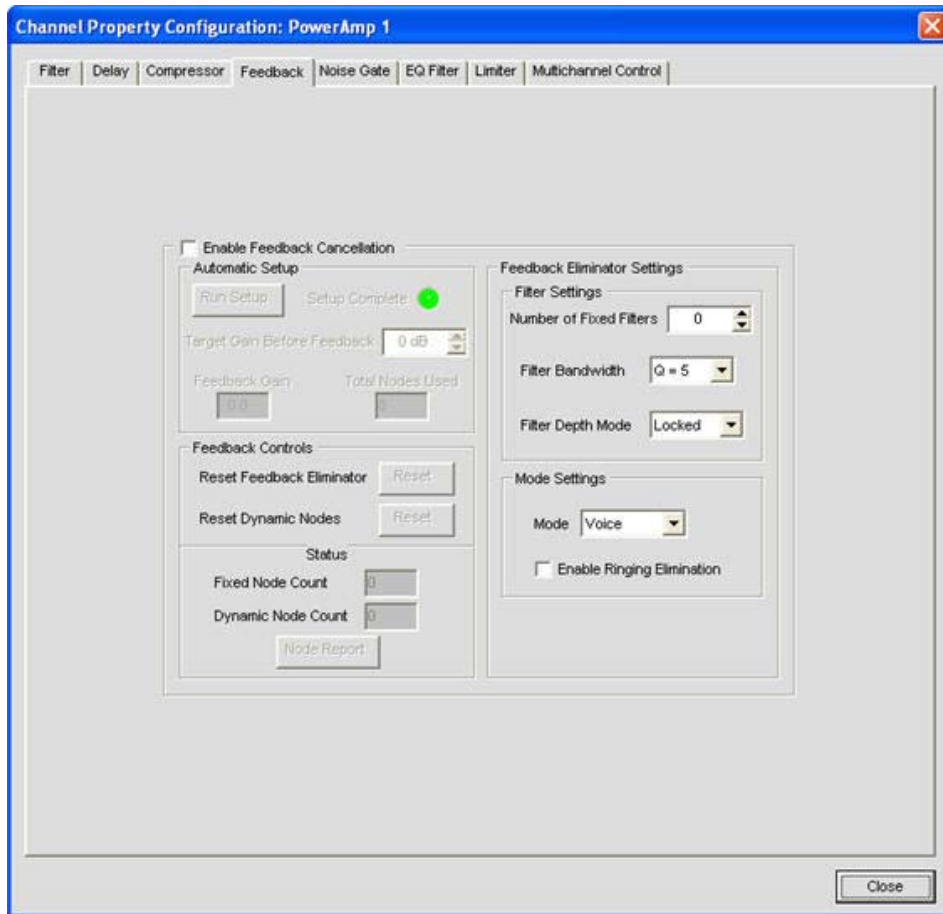 Channel Property Configuration: PowerAmp 1
Filter
Delay
Compressor
Feedback
Noise Gate
EQ Filter
Limiter
Multichannel Control
Enable Feedback Cancellation
Automatic Setup
Run Setup
Setup Complete
Target Gain Before Feedback
0 dB
Feedback Gain
Total Nodes Used
0.0
0
Feedback Controls
Reset Feedback Eliminator
Reset
Reset Dynamic Nodes
Reset
Status
Fixed Node Count
0
Dynamic Node Count
0
Node Report
Feedback Eliminator Settings
Filter Settings
Number of Fixed Filters
0
Filter Bandwidth
Q = 5
Filter Depth Mode
Locked
Mode Settings
Mode
Voice
Enable Ringing Elimination
Close